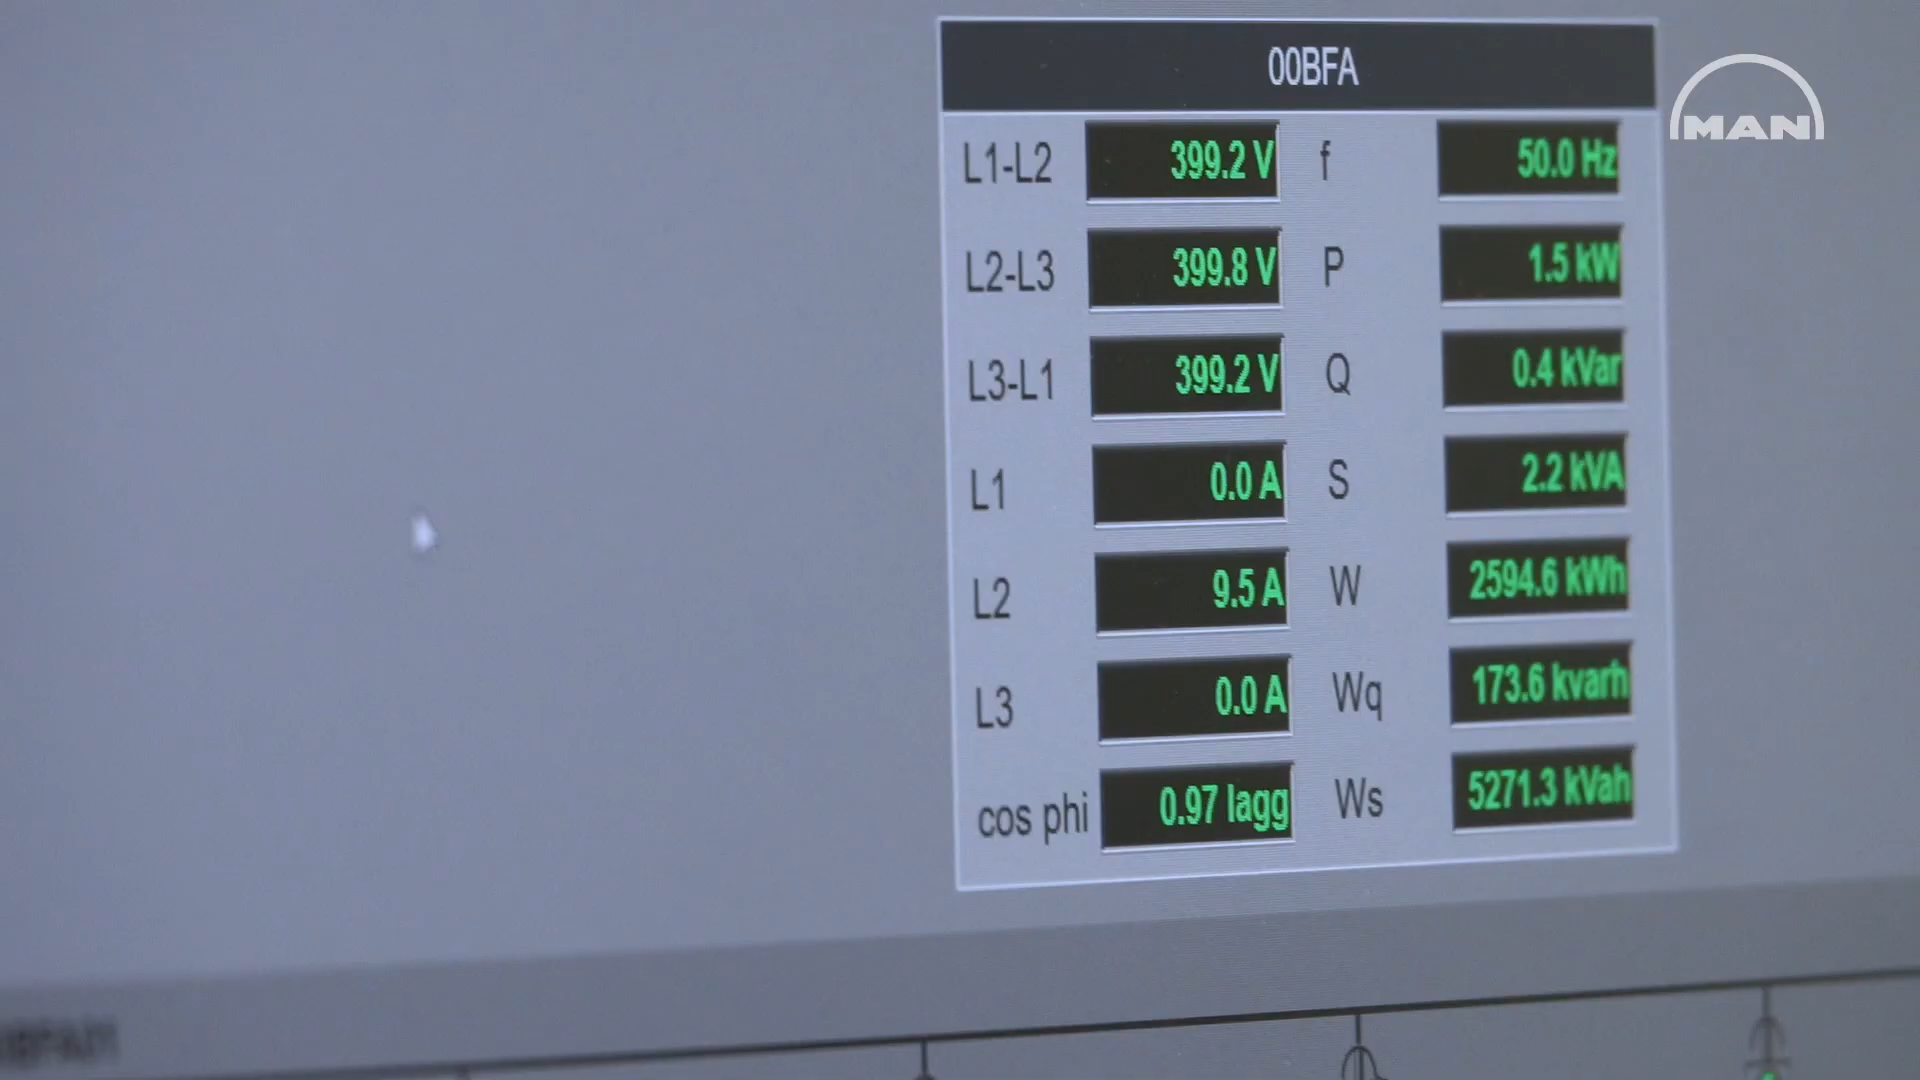 00BFA
MAN
L1-L2 399.2 V f 50.0 Hz
L2-L3 399.8 V P 1.5 kW
L3-L1 399.2 V Q 0.4 kVar
L1 0.0 A S 2.2 kVA
L2 9.5 A W 2594.6 kWh
L3 0.0 A Wq 173.6 kvarh
cos phi 0.97 lagg Ws 5271.3 kVah